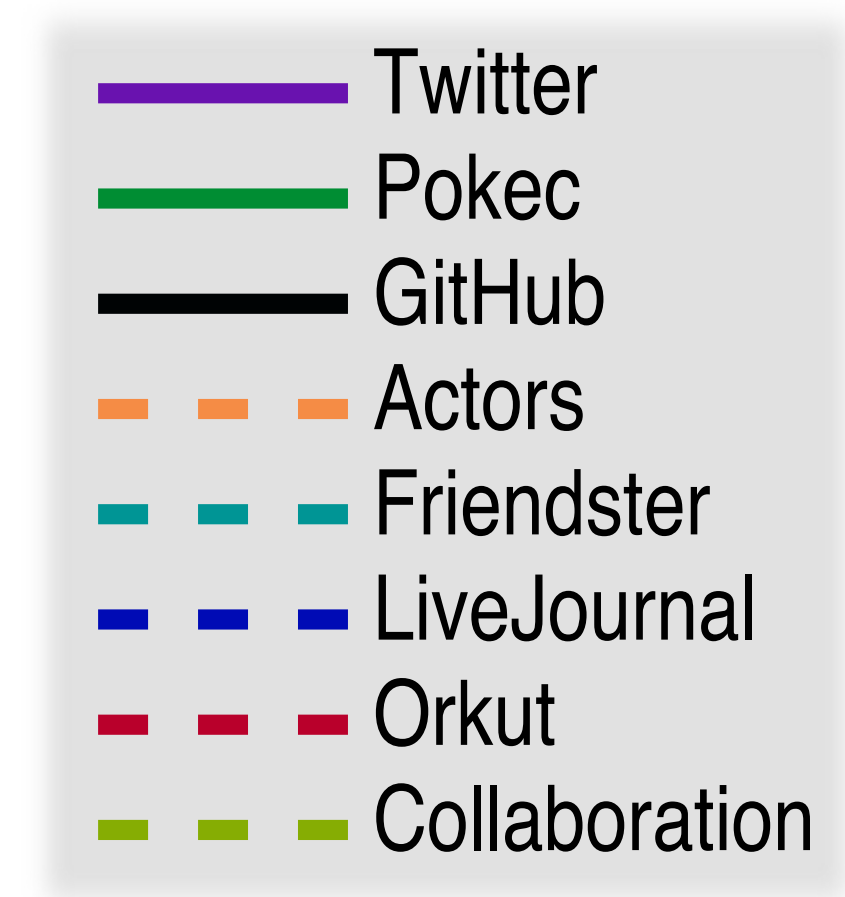 Twitter
Pokec
GitHub
Actors
Friendster
LiveJournal
Orkut
Collaboration